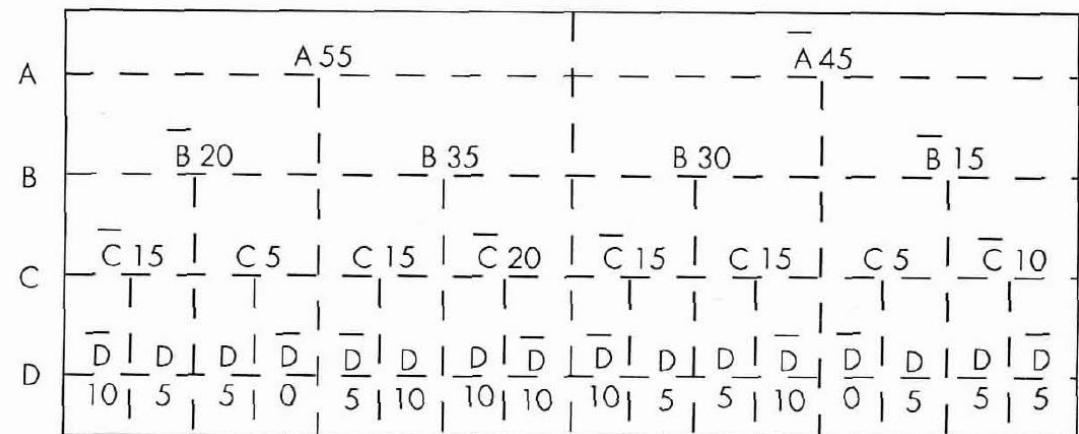 A A 55 A̅ 45
B B̅ 20 B 35 B 30 B̅ 15
C C̅ 15 C 5 C 15 C̅ 20 C̅ 15 C 15 C 5 C̅ 10
D D̅ D D D̅ D̅ D D D̅ D̅ D D D̅ D̅ D D D̅
10 5 5 0 5 10 10 10 10 5 5 10 0 5 5 5